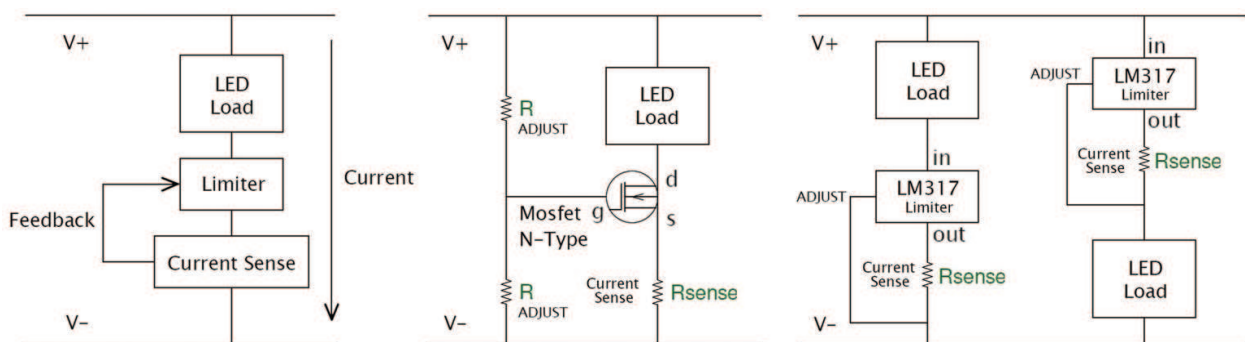 V+
LED
Load
Limiter
Current
Feedback
Current Sense
V-
V+
R
ADJUST
LED
Load
d
g
s
Mosfet
N-Type
R
ADJUST
Current
Sense
Rsense
V-
V+
LED
Load
in
ADJUST
LM317
Limiter
out
Current
Sense
Rsense
V-
in
ADJUST
LM317
Limiter
out
Current
Sense
Rsense
LED
Load